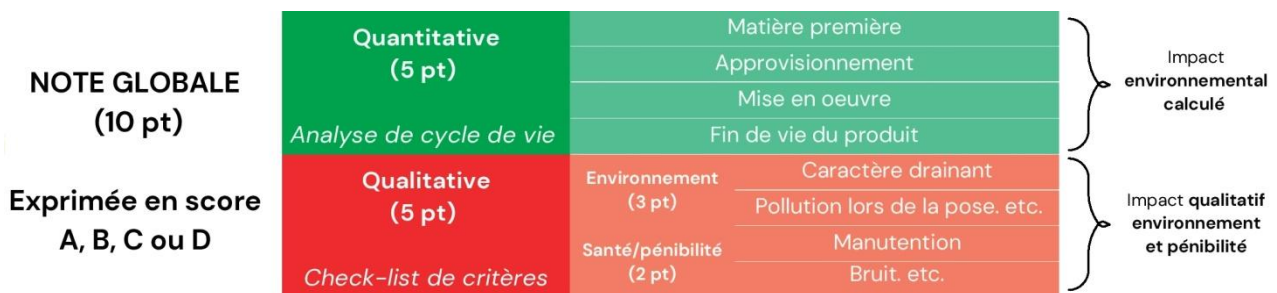 NOTE GLOBALE
(10 pt)
Exprimée en score
A, B, C ou D
Quantitative
(5 pt)
Analyse de cycle de vie
Matière première
Approvisionnement
Mise en oeuvre
Fin de vie du produit
Impact
environnemental
calculé
Qualitative
(5 pt)
Check-list de critères
Environnement
(3 pt)
Caractère drainant
Pollution lors de la pose. etc.
Santé/pénibilité
(2 pt)
Manutention
Bruit. etc.
Impact qualitatif
environnement
et pénibilité